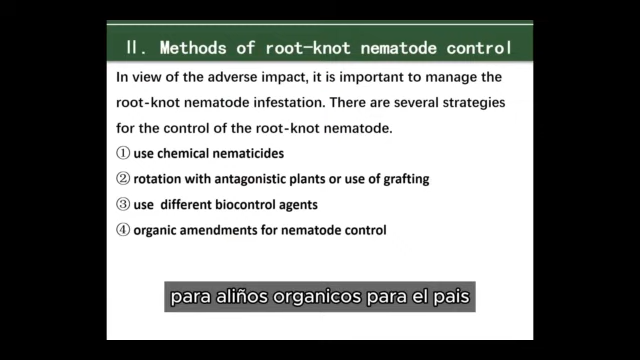 II. Methods of root-knot nematode control
In view of the adverse impact, it is important to manage the
root-knot nematode infestation. There are several strategies
for the control of the root-knot nematode.
① use chemical nematicides
② rotation with antagonistic plants or use of grafting
③ use different biocontrol agents
④ organic amendments for nematode control
para aliños organicos para el pais